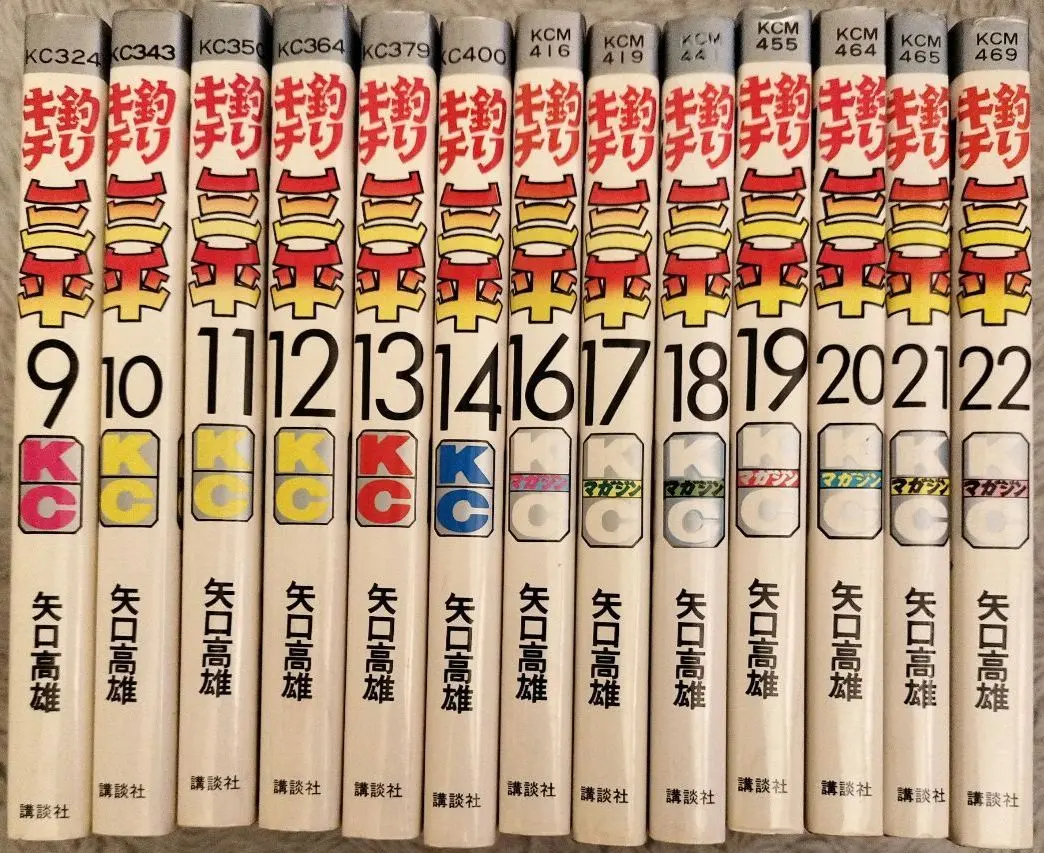 KC324
釣り
キチ
三平
9
KC
矢口高雄
講談社
KC343
釣り
キチ
三平
10
KC
矢口高雄
講談社
KC350
釣り
キチ
三平
11
KC
矢口高雄
講談社
KC364
釣り
キチ
三平
12
KC
矢口高雄
講談社
KC379
釣り
キチ
三平
13
KC
矢口高雄
講談社
KC400
釣り
キチ
三平
14
KC
矢口高雄
講談社
KCM
416
釣り
キチ
三平
16
K
マガジン
C
矢口高雄
講談社
KCM
419
釣り
キチ
三平
17
K
マガジン
C
矢口高雄
講談社
KCM
釣り
キチ
三平
18
K
マガジン
C
矢口高雄
講談社
KCM
455
釣り
キチ
三平
19
K
マガジン
C
矢口高雄
講談社
KCM
464
釣り
キチ
三平
20
K
マガジン
C
矢口高雄
講談社
KCM
465
釣り
キチ
三平
21
K
マガジン
C
矢口高雄
講談社
KCM
469
釣り
キチ
三平
22
K
マガジン
C
矢口高雄
講談社